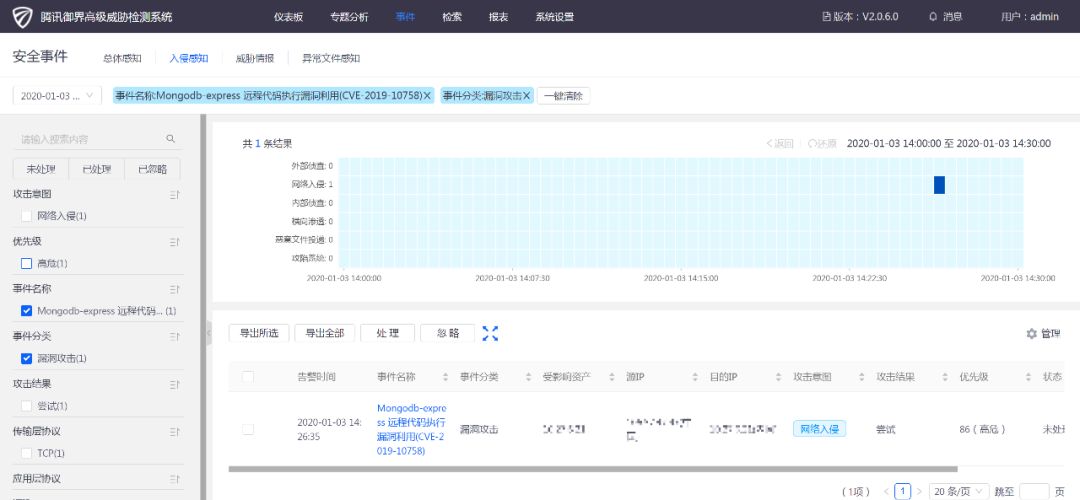 腾讯御界高级威胁检测系统 仪表板 专题分析 事件 检索 报表 系统设置 版本：V2.0.6.0 消息 用户：admin
安全事件 总体感知 入侵感知 威胁情报 异常文件感知
2020-01-03 ... 事件名称:Mongodb-express 远程代码执行漏洞利用(CVE-2019-10758)X 事件分类:漏洞攻击X 一键清除
请输入搜索内容
未处理 已处理 已忽略
攻击意图
网络入侵(1)
优先级
高危(1)
事件名称
Mongodb-express 远程代码... (1)
事件分类
漏洞攻击(1)
攻击结果
尝试(1)
传输层协议
TCP(1)
应用层协议
共 1 条结果 返回 还原 2020-01-03 14:00:00 至 2020-01-03 14:30:00
外部侦查: 0
网络入侵: 1
内部侦查: 0
横向渗透: 0
恶意文件投递: 0
攻陷系统: 0
2020-01-03 14:00:00 2020-01-03 14:07:30 2020-01-03 14:15:00 2020-01-03 14:22:30 2020-01-03 14:30:00
导出所选 导出全部 处 理 忽 略 管理
告警时间 事件名称 事件分类 受影响资产 源IP 目的IP 攻击意图 攻击结果 优先级 状态
2020-01-03 14:
26:35
Mongodb-expre
ss 远程代码执行
漏洞利用(CVE-2
019-10758)
漏洞攻击 网络入侵 尝试 86 ( 高危 ) 未处
( 1项 ) < 1 > 20 条/页 跳至 页